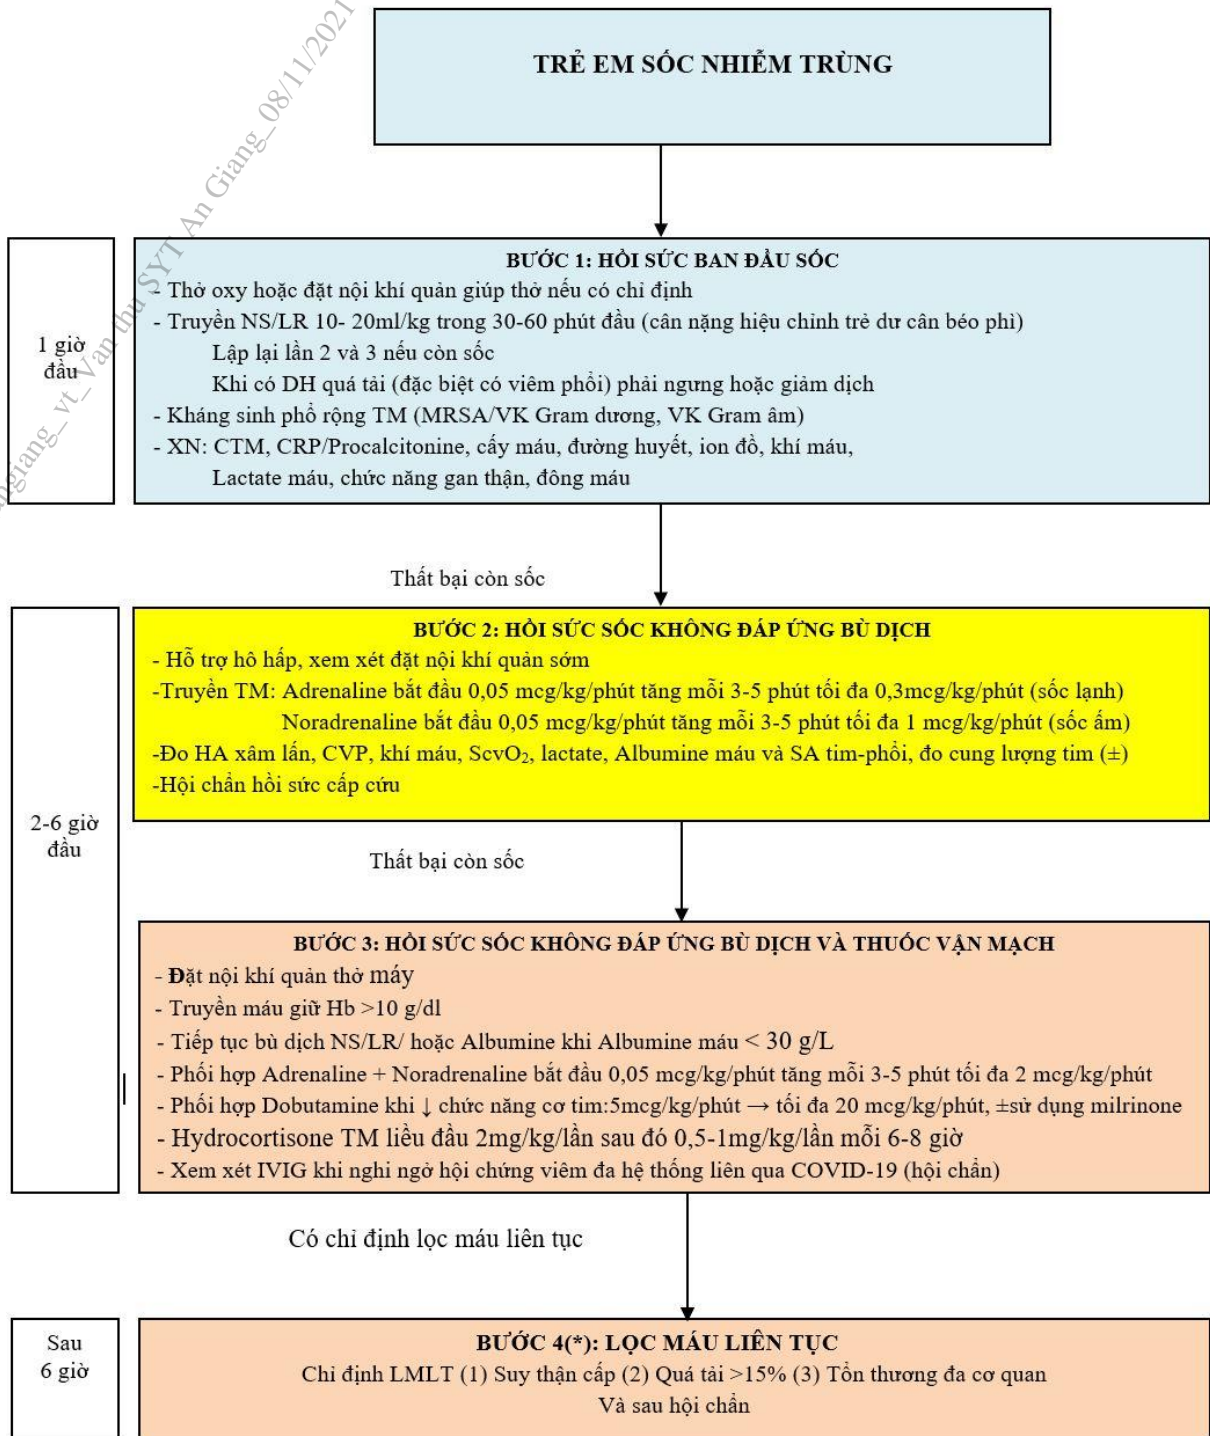 TRẺ EM SỐC NHIỄM TRÙNG
1 giờ
đầu
BƯỚC 1: HỒI SỨC BAN ĐẦU SỐC
- Thở oxy hoặc đặt nội khí quản giúp thở nếu có chỉ định
- Truyền NS/LR 10- 20ml/kg trong 30-60 phút đầu (cân nặng hiệu chỉnh trẻ dư cân béo phì)
Lập lại lần 2 và 3 nếu còn sốc
Khi có DH quá tải (đặc biệt có viêm phổi) phải ngưng hoặc giảm dịch
- Kháng sinh phổ rộng TM (MRSA/VK Gram dương, VK Gram âm)
- XN: CTM, CRP/Procalcitonine, cấy máu, đường huyết, ion đồ, khí máu,
Lactate máu, chức năng gan thận, đông máu
Thất bại còn sốc
2-6 giờ
đầu
BƯỚC 2: HỒI SỨC SỐC KHÔNG ĐÁP ỨNG BÙ DỊCH
- Hỗ trợ hô hấp, xem xét đặt nội khí quản sớm
-Truyền TM: Adrenaline bắt đầu 0,05 mcg/kg/phút tăng mỗi 3-5 phút tối đa 0,3mcg/kg/phút (sốc lạnh)
Noradrenaline bắt đầu 0,05 mcg/kg/phút tăng mỗi 3-5 phút tối đa 1 mcg/kg/phút (sốc ấm)
-Đo HA xâm lấn, CVP, khí máu, ScvO₂, lactate, Albumine máu và SA tim-phổi, đo cung lượng tim (±)
-Hội chẩn hồi sức cấp cứu
Thất bại còn sốc
BƯỚC 3: HỒI SỨC SỐC KHÔNG ĐÁP ỨNG BÙ DỊCH VÀ THUỐC VẬN MẠCH
- Đặt nội khí quản thở máy
- Truyền máu giữ Hb >10 g/dl
- Tiếp tục bù dịch NS/LR/ hoặc Albumine khi Albumine máu < 30 g/L
- Phối hợp Adrenaline + Noradrenaline bắt đầu 0,05 mcg/kg/phút tăng mỗi 3-5 phút tối đa 2 mcg/kg/phút
- Phối hợp Dobutamine khi ↓ chức năng cơ tim:5mcg/kg/phút → tối đa 20 mcg/kg/phút, ±sử dụng milrinone
- Hydrocortisone TM liều đầu 2mg/kg/lần sau đó 0,5-1mg/kg/lần mỗi 6-8 giờ
- Xem xét IVIG khi nghi ngờ hội chứng viêm đa hệ thống liên qua COVID-19 (hội chẩn)
Có chỉ định lọc máu liên tục
Sau
6 giờ
BƯỚC 4(*): LỌC MÁU LIÊN TỤC
Chỉ định LMLT (1) Suy thận cấp (2) Quá tải >15% (3) Tổn thương đa cơ quan
Và sau hội chẩn
angiang_vt_Van thu SYT An Giang_08/11/2021